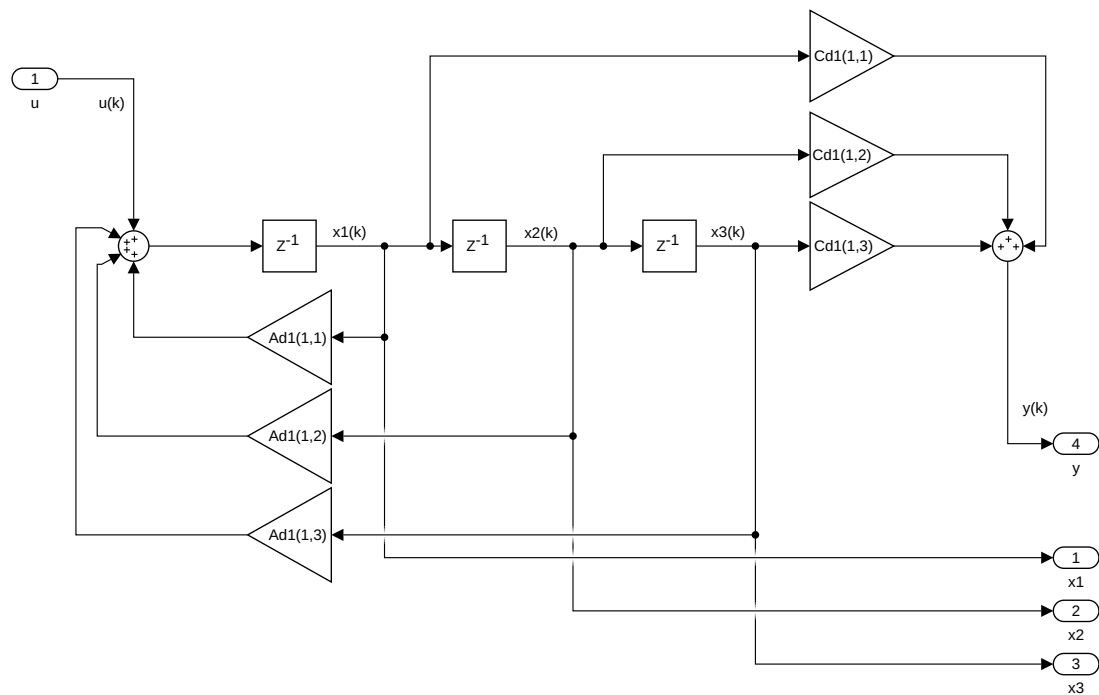 Cd1(1,1)
1
u
u(k)
Cd1(1,2)
Z-1
x1(k)
Z-1
x2(k)
Z-1
x3(k)
Cd1(1,3)
+
+
+
+
+
+
+
Ad1(1,1)
Ad1(1,2)
y(k)
4
y
Ad1(1,3)
1
x1
2
x2
3
x3